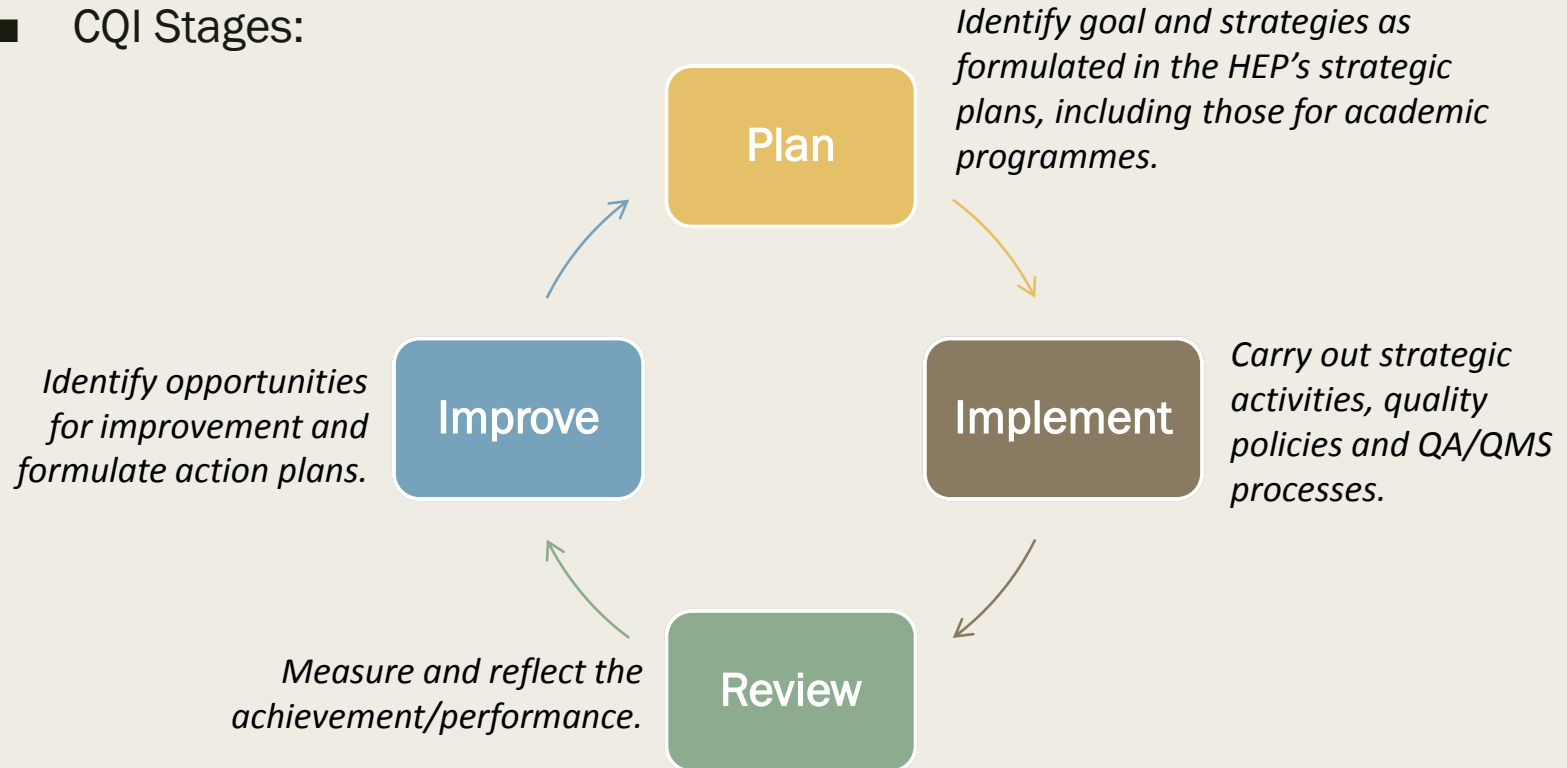 ■ CQI Stages:
Identify goal and strategies as
formulated in the HEP’s strategic
plans, including those for academic
programmes.
Plan
Implement
Carry out strategic
activities, quality
policies and QA/QMS
processes.
Review
Measure and reflect the
achievement/performance.
Improve
Identify opportunities
for improvement and
formulate action plans.